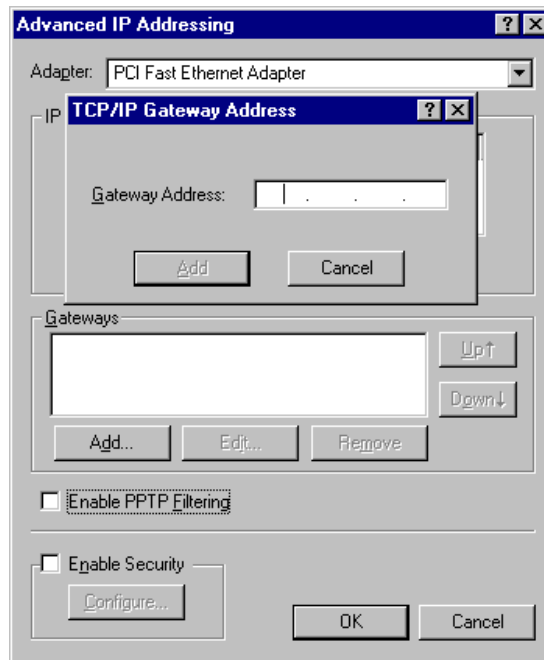 Advanced IP Addressing
Adapter: PCI Fast Ethernet Adapter
IP
TCP/IP Gateway Address
Gateway Address: . . .
Add Cancel
Gateways
Up↑
Down↓
Add... Edit... Remove
Enable PPTP Filtering
Enable Security
Configure...
OK Cancel